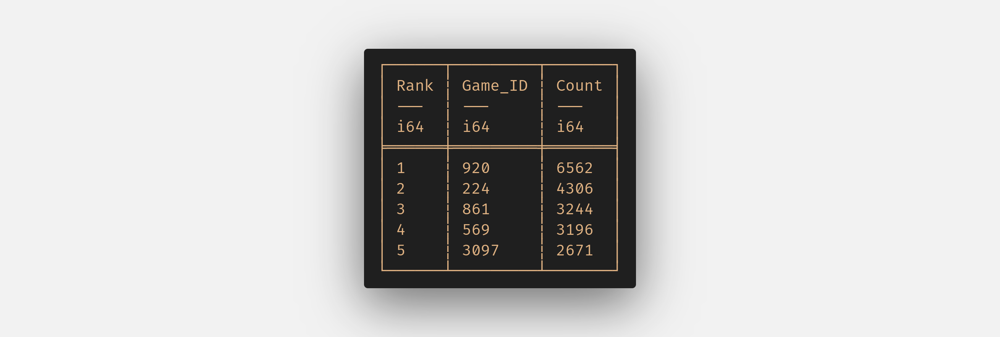 Rank Game_ID Count
--- --- ---
i64 i64 i64
1 920 6562
2 224 4306
3 861 3244
4 569 3196
5 3097 2671